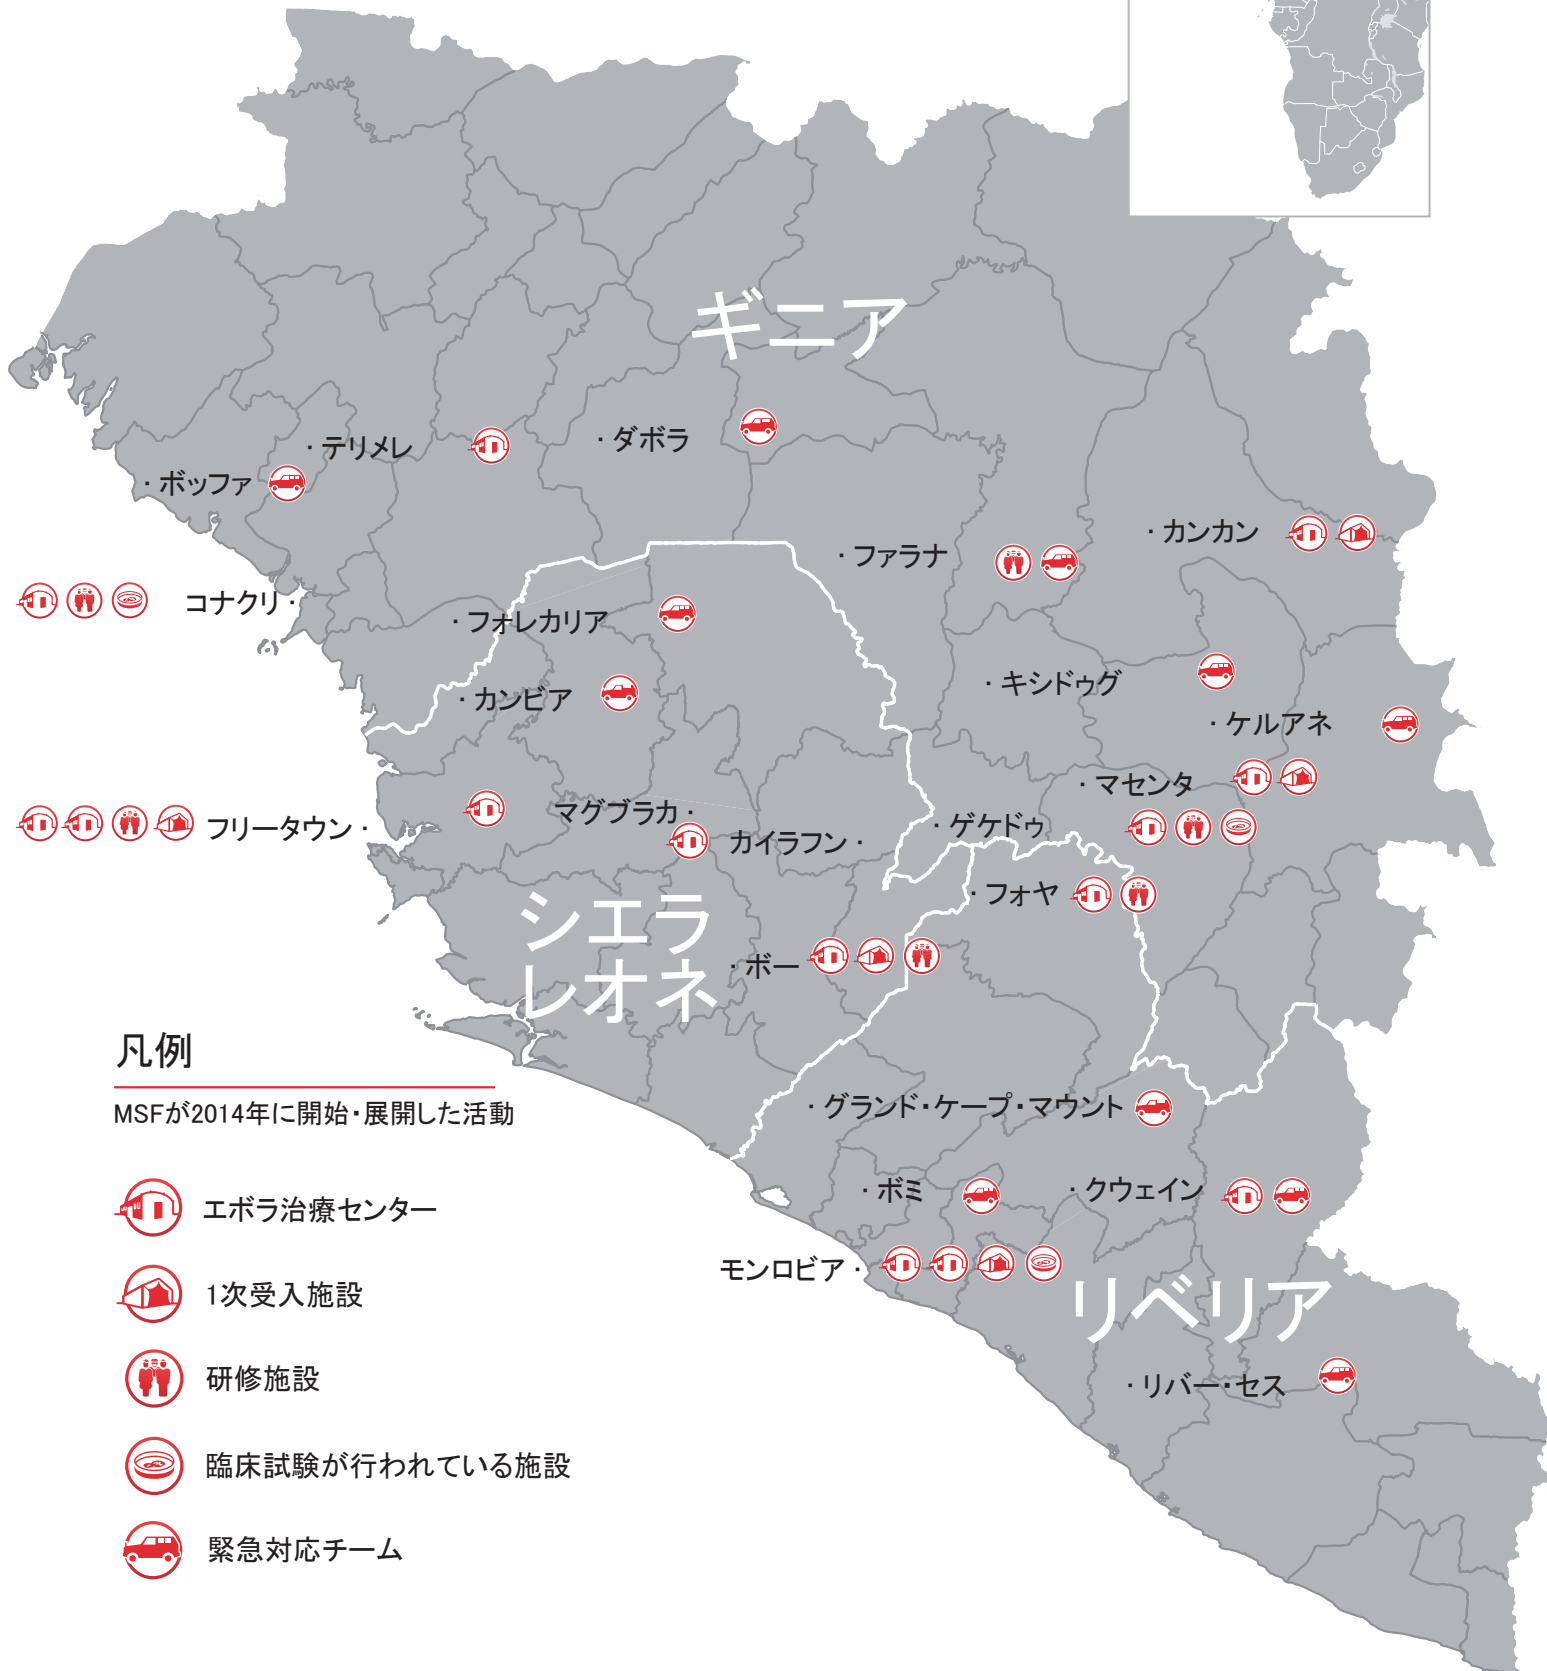 ギニア
・テリメレ
・ダボラ
・ボッファ
・カンカン
・ファラナ
コナクリ・
・フォレカリア
・カンビア
・キシドゥグ
・ケルアネ
・マセンタ
マグブラカ・
フリータウン・
・ゲケドゥ
カイラフン・
・フォヤ
シエラ
レオネ
・ボー
凡例
MSFが2014年に開始・展開した活動
・グランド・ケープ・マウント
・ボミ
・クウェイン
エボラ治療センター
モンロビア・
1次受入施設
リベリア
研修施設
・リバー・セス
臨床試験が行われている施設
緊急対応チーム